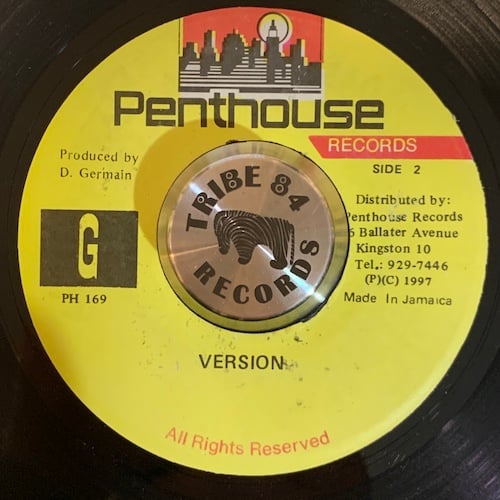 Penthouse
RECORDS
SIDE 2
Produced by
D. Germain
G
PH 169
TRIBE 84
RECORDS
Distributed by:
Penthouse Records
6 Ballater Avenue
Kingston 10
Tel.: 929-7446
(P)(C) 1997
Made In Jamaica
VERSION
All Rights Reserved